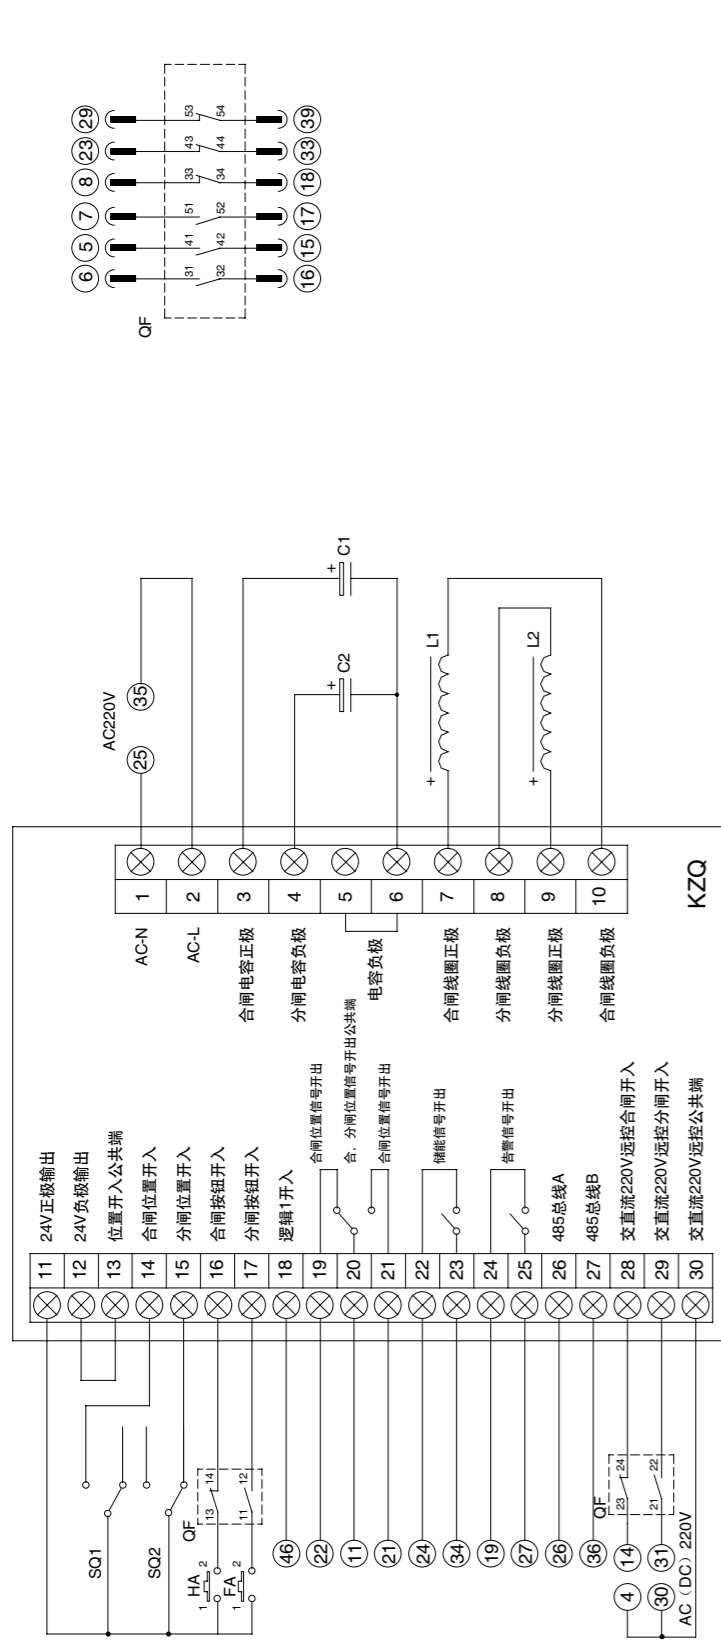 29 53 54 39
23 43 44 33
8 33 34 18
7 51 52 17
5 41 42 15
6 31 32 16
QF
AC220V
25 35
C1 +
C2 +
L1 +
L2 +
KZQ
1 AC-N
2 AC-L
3 合闸电容正极
4 分闸电容负极
5
6
电容负极
7 合闸线圈正极
8 分闸线圈负极
9 分闸线圈正极
10 合闸线圈负极
11 24V正极输出
12 24V负极输出
13 位置开入公共端
14 合闸位置开入
15 分闸位置开入
16 合闸按钮开入
17 分闸按钮开入
18 逻辑1开入
19 合闸位置信号开出
20 合、分闸位置信号开出公共端
21 合闸位置信号开出
22
23
储能信号开出
24
25
告警信号开出
26 485总线A
27 485总线B
28 交直流220V远控合闸开入
29 交直流220V远控分闸开入
30 交直流220V远控公共端
SQ1
SQ2
QF
HA 1 2 13 14
FA 1 2 11 12
46
22
11
21
24
34
19
27
26
36
QF
4 14 23 24
30 31 21 22
AC（DC）220V